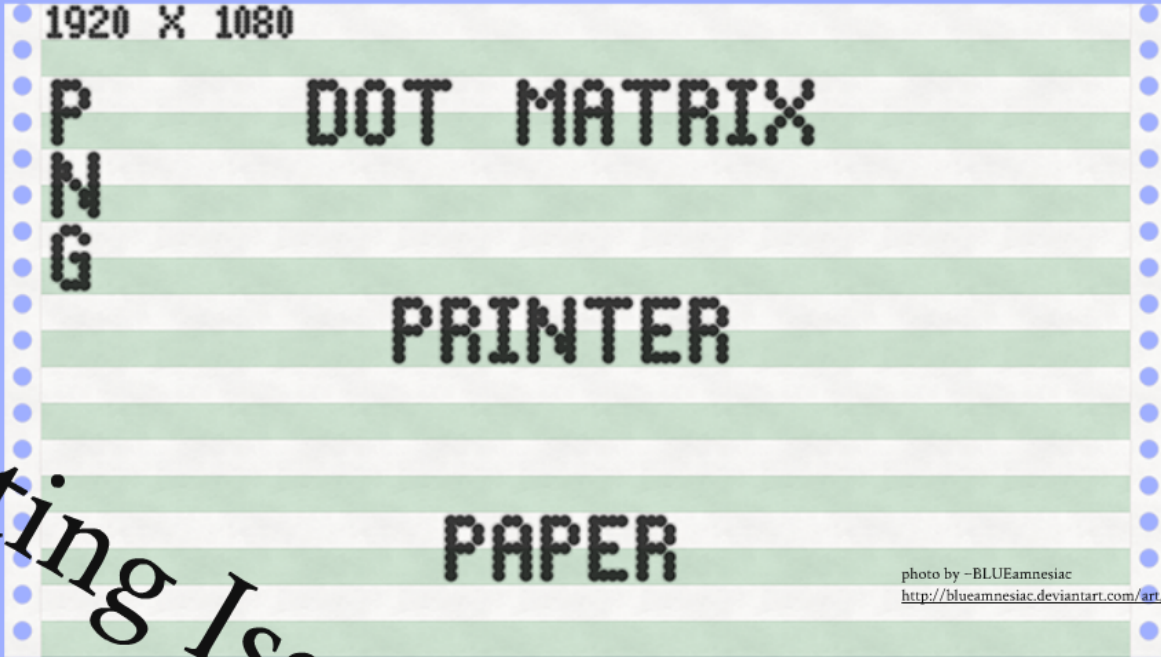 1920 X 1080
P DOT MATRIX
N
G
PRINTER
PAPER
photo by ~BLUEamnesiac
http://blueamnesiac.deviantart.com/art